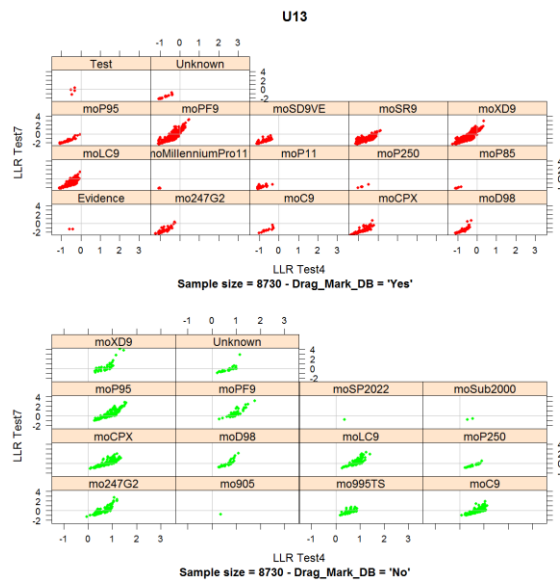 U13
0 1 2 3
Test Unknown
4
2
0
-2
moP95 moPF9 moSD9VE moSR9 moXD9
4
2
0
-2
moLC9 moMillenniumPro11 moP11 moP250 moP85
4
2
0
-2
Evidence mo247G2 moC9 moCPX moD98
4
2
0
-2
-1 0 1 2 3 -1 0 1 2 3 -1 0 1 2 3
LLR Test7
LLR Test4
Sample size = 8730 - Drag_Mark_DB = 'Yes'
-1 0 1 2 3
moXD9 Unknown
4
2
0
-2
moP95 moPF9 moSP2022 moSub2000
4
2
0
-2
moCPX moD98 moLC9 moP250
4
2
0
-2
mo247G2 mo905 mo995TS moC9
4
2
0
-2
-1 0 1 2 3 -1 0 1 2 3
LLR Test7
LLR Test4
Sample size = 8730 - Drag_Mark_DB = 'No'